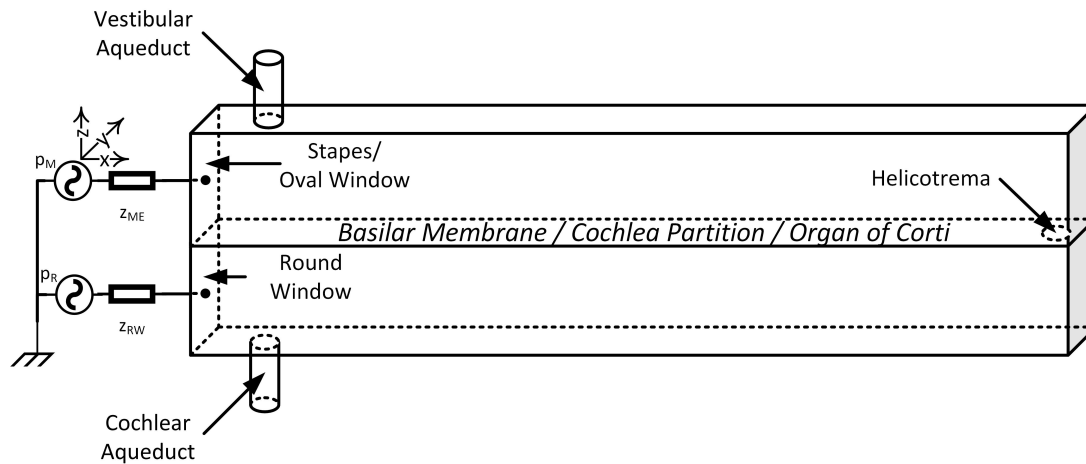 Vestibular
Aqueduct
z
y
x
p_M
z_ME
Stapes/
Oval Window
Helicotrema
Basilar Membrane / Cochlea Partition / Organ of Corti
p_R
z_RW
Round
Window
Cochlear
Aqueduct